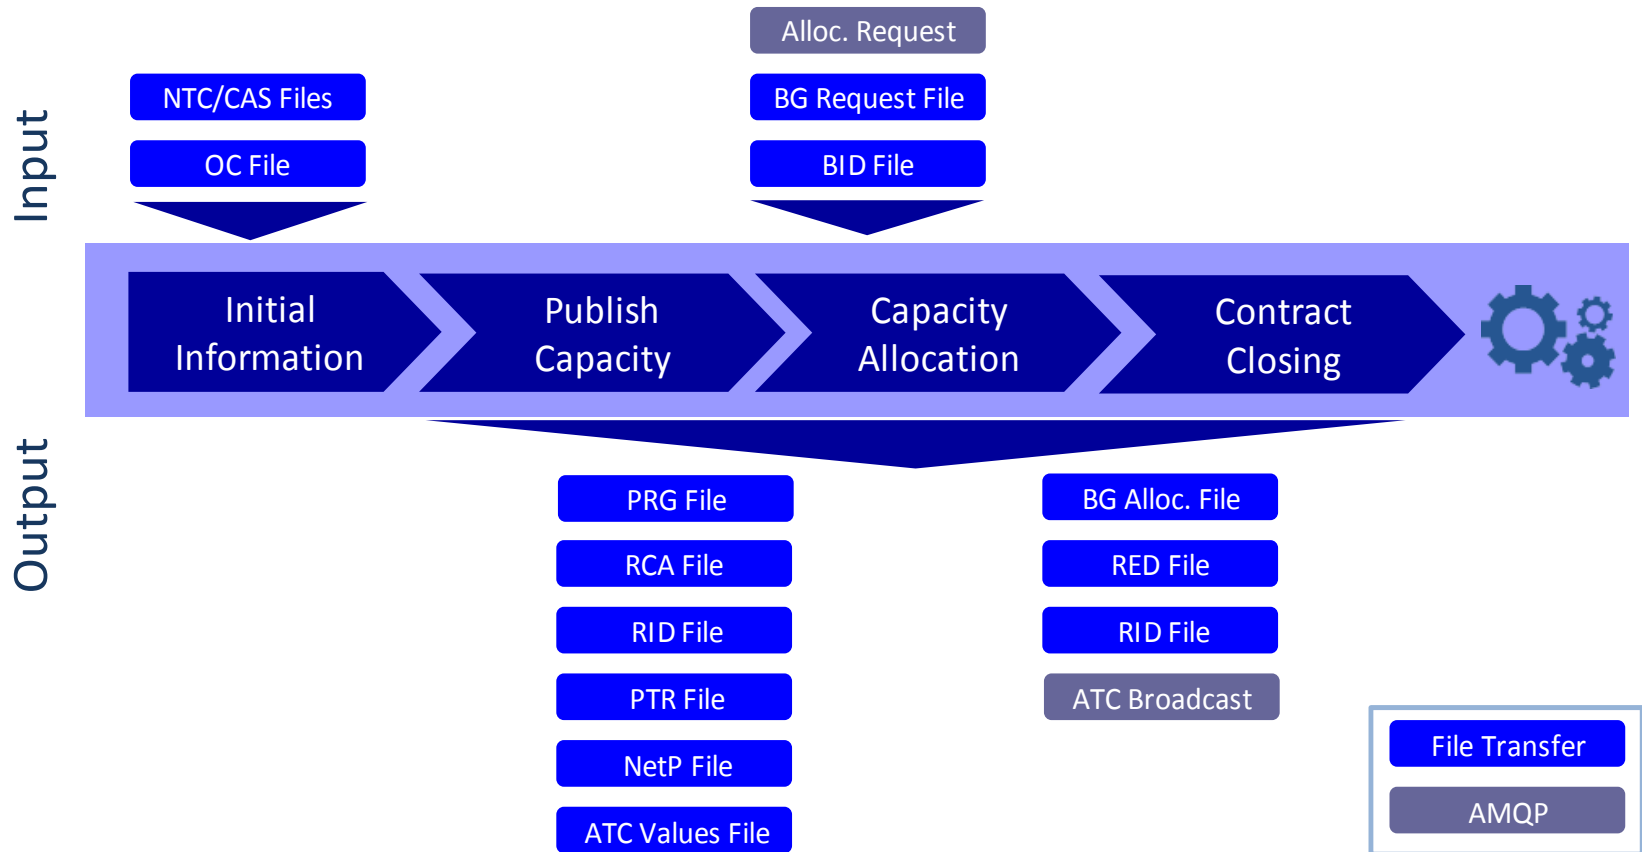 Alloc. Request
NTC/CAS Files
BG Request File
OC File
BID File
Input
Initial
Information
Publish
Capacity
Capacity
Allocation
Contract
Closing
Output
PRG File
BG Alloc. File
RCA File
RED File
RID File
RID File
PTR File
ATC Broadcast
NetP File
ATC Values File
File Transfer
AMQP